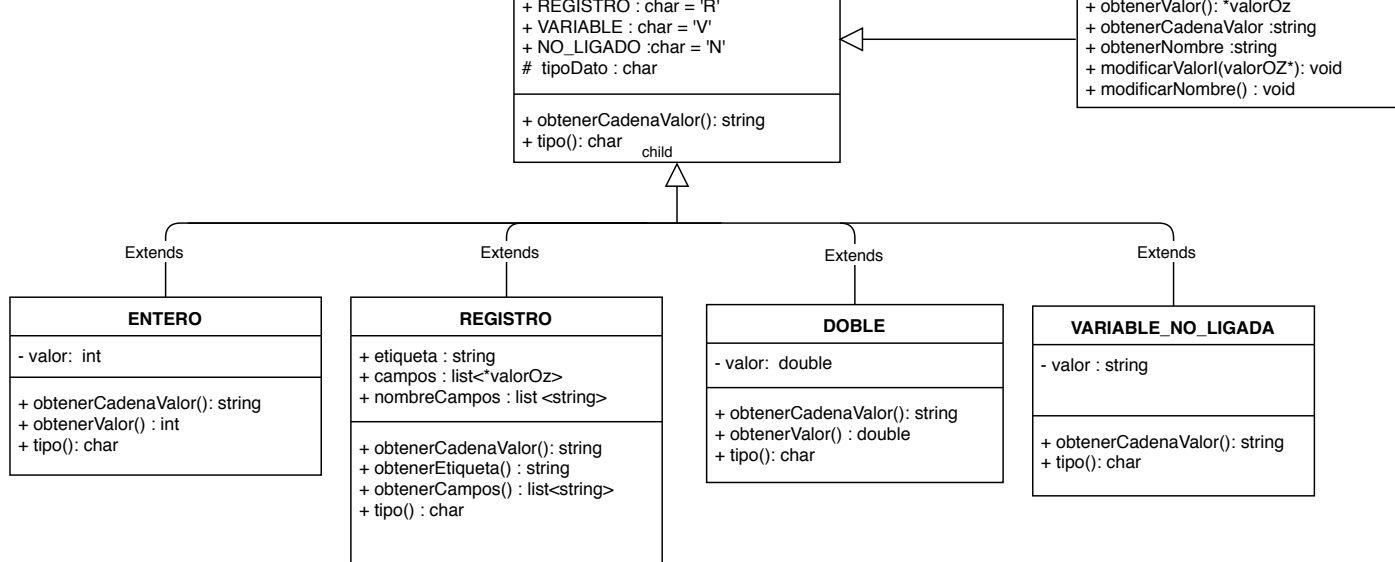 + REGISTRO : char = 'R'
+ VARIABLE : char = 'V'
+ NO_LIGADO :char = 'N'
# tipoDato : char
+ obtenerCadenaValor(): string
+ tipo(): char
child
+ obtenerValor(): *valorOz
+ obtenerCadenaValor :string
+ obtenerNombre :string
+ modificarValorI(valorOZ*): void
+ modificarNombre() : void
Extends
Extends
Extends
Extends
ENTERO
- valor: int
+ obtenerCadenaValor(): string
+ obtenerValor() : int
+ tipo(): char
REGISTRO
+ etiqueta : string
+ campos : list<*valorOz>
+ nombreCampos : list <string>
+ obtenerCadenaValor(): string
+ obtenerEtiqueta() : string
+ obtenerCampos() : list<string>
+ tipo() : char
DOBLE
- valor: double
+ obtenerCadenaValor(): string
+ obtenerValor() : double
+ tipo(): char
VARIABLE_NO_LIGADA
- valor : string
+ obtenerCadenaValor(): string
+ tipo(): char